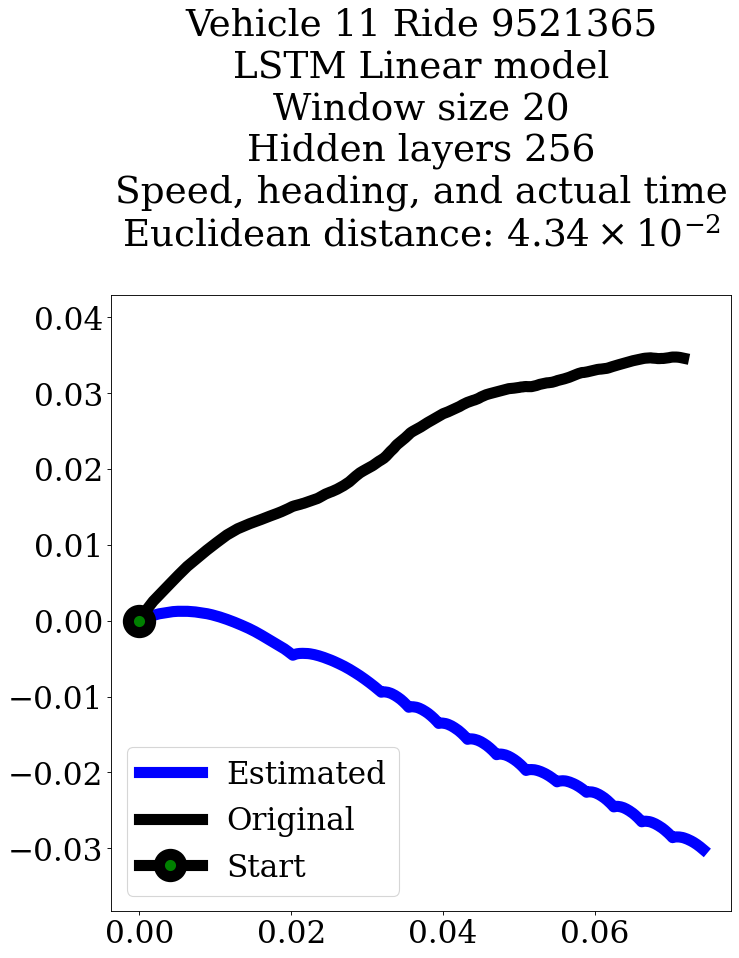 Vehicle 11 Ride 9521365
LSTM Linear model
Window size 20
Hidden layers 256
Speed, heading, and actual time
Euclidean distance: 4.34 × 10⁻²
0.04
0.03
0.02
0.01
0.00
−0.01
−0.02
−0.03
Estimated
Original
Start
0.00 0.02 0.04 0.06